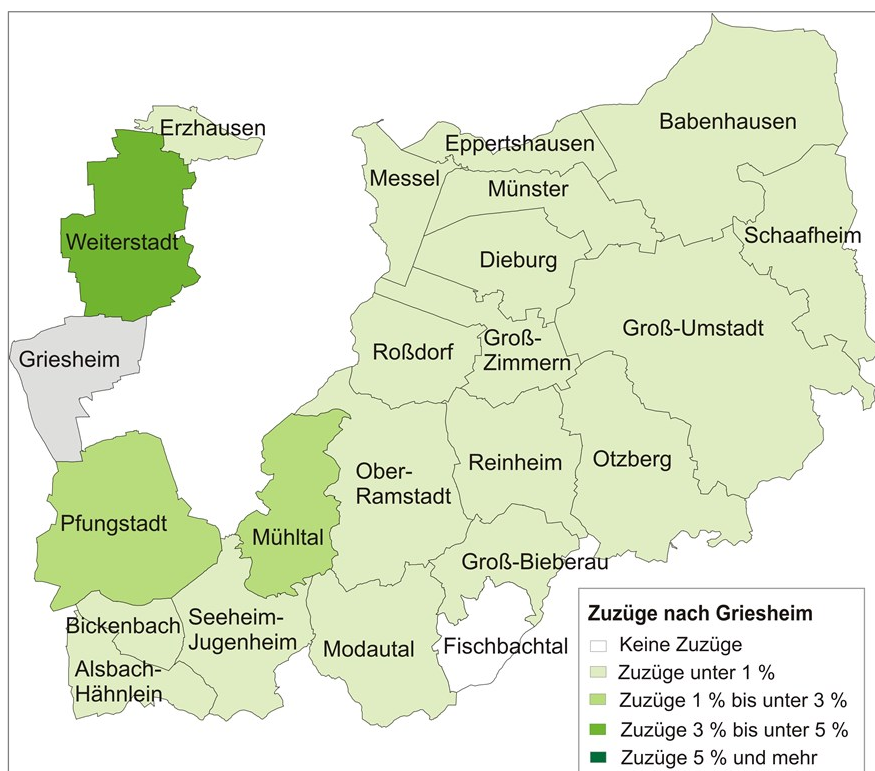 Erzhausen
Babenhausen
Eppertshausen
Messel
Münster
Weiterstadt
Schaafheim
Dieburg
Groß-Umstadt
Griesheim
Roßdorf
Groß-
Zimmern
Ober-
Ramstadt
Reinheim
Otzberg
Pfungstadt
Mühltal
Groß-Bieberau
Bickenbach
Seeheim-
Jugenheim
Modautal
Fischbachtal
Alsbach-
Hähnlein
Zuzüge nach Griesheim
Keine Zuzüge
Zuzüge unter 1 %
Zuzüge 1 % bis unter 3 %
Zuzüge 3 % bis unter 5 %
Zuzüge 5 % und mehr